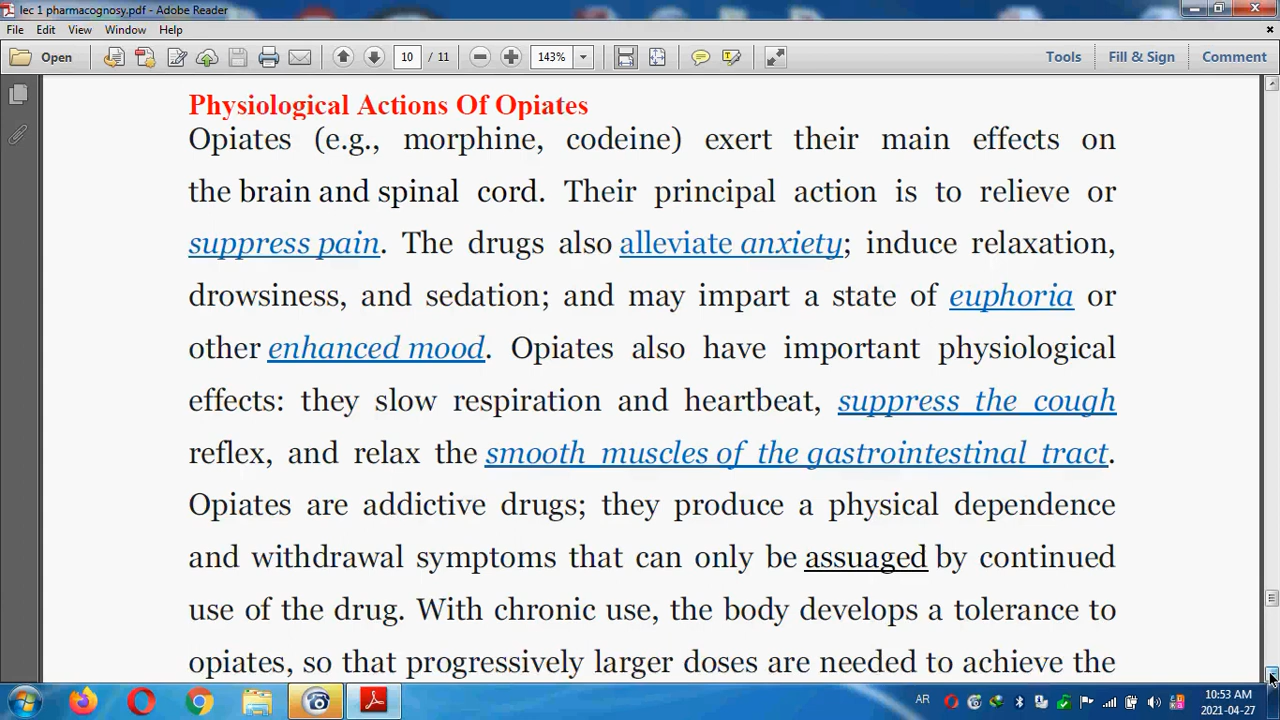 lec 1 pharmacognosy.pdf - Adobe Reader
File Edit View Window Help
Open 10 / 11 143% Tools Fill & Sign Comment
Physiological Actions Of Opiates
Opiates (e.g., morphine, codeine) exert their main effects on
the brain and spinal cord. Their principal action is to relieve or
suppress pain. The drugs also alleviate anxiety; induce relaxation,
drowsiness, and sedation; and may impart a state of euphoria or
other enhanced mood. Opiates also have important physiological
effects: they slow respiration and heartbeat, suppress the cough
reflex, and relax the smooth muscles of the gastrointestinal tract.
Opiates are addictive drugs; they produce a physical dependence
and withdrawal symptoms that can only be assuaged by continued
use of the drug. With chronic use, the body develops a tolerance to
opiates, so that progressively larger doses are needed to achieve the
AR 10:53 AM
2021-04-27